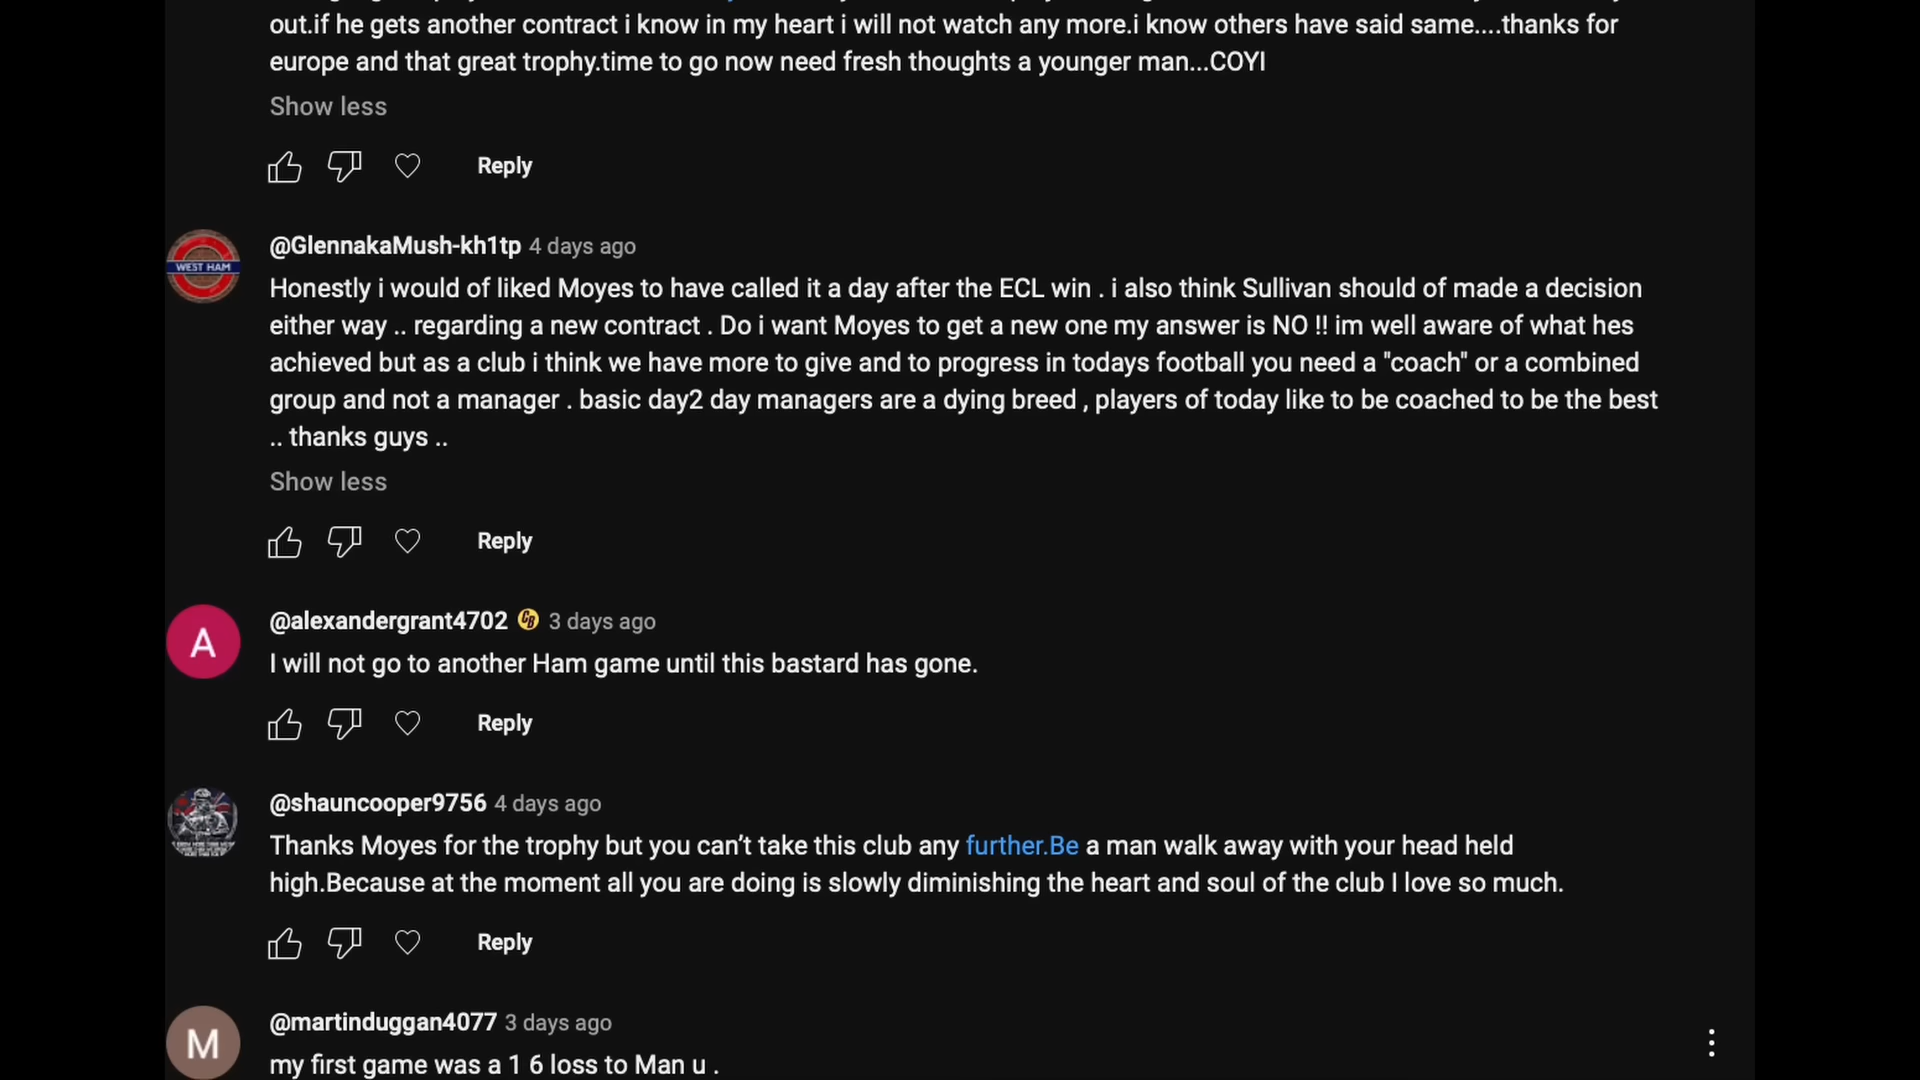 out.if he gets another contract i know in my heart i will not watch any more.i know others have said same....thanks for
europe and that great trophy.time to go now need fresh thoughts a younger man...COYI
Show less
Reply
WEST HAM
@GlennakaMush-kh1tp 4 days ago
Honestly i would of liked Moyes to have called it a day after the ECL win . i also think Sullivan should of made a decision
either way .. regarding a new contract . Do i want Moyes to get a new one my answer is NO !! im well aware of what hes
achieved but as a club i think we have more to give and to progress in todays football you need a "coach" or a combined
group and not a manager . basic day2 day managers are a dying breed , players of today like to be coached to be the best
.. thanks guys ..
Show less
Reply
A
@alexandergrant4702 CB 3 days ago
I will not go to another Ham game until this bastard has gone.
Reply
@shauncooper9756 4 days ago
Thanks Moyes for the trophy but you can’t take this club any further.Be a man walk away with your head held
high.Because at the moment all you are doing is slowly diminishing the heart and soul of the club I love so much.
Reply
M
@martinduggan4077 3 days ago
my first game was a 1 6 loss to Man u .